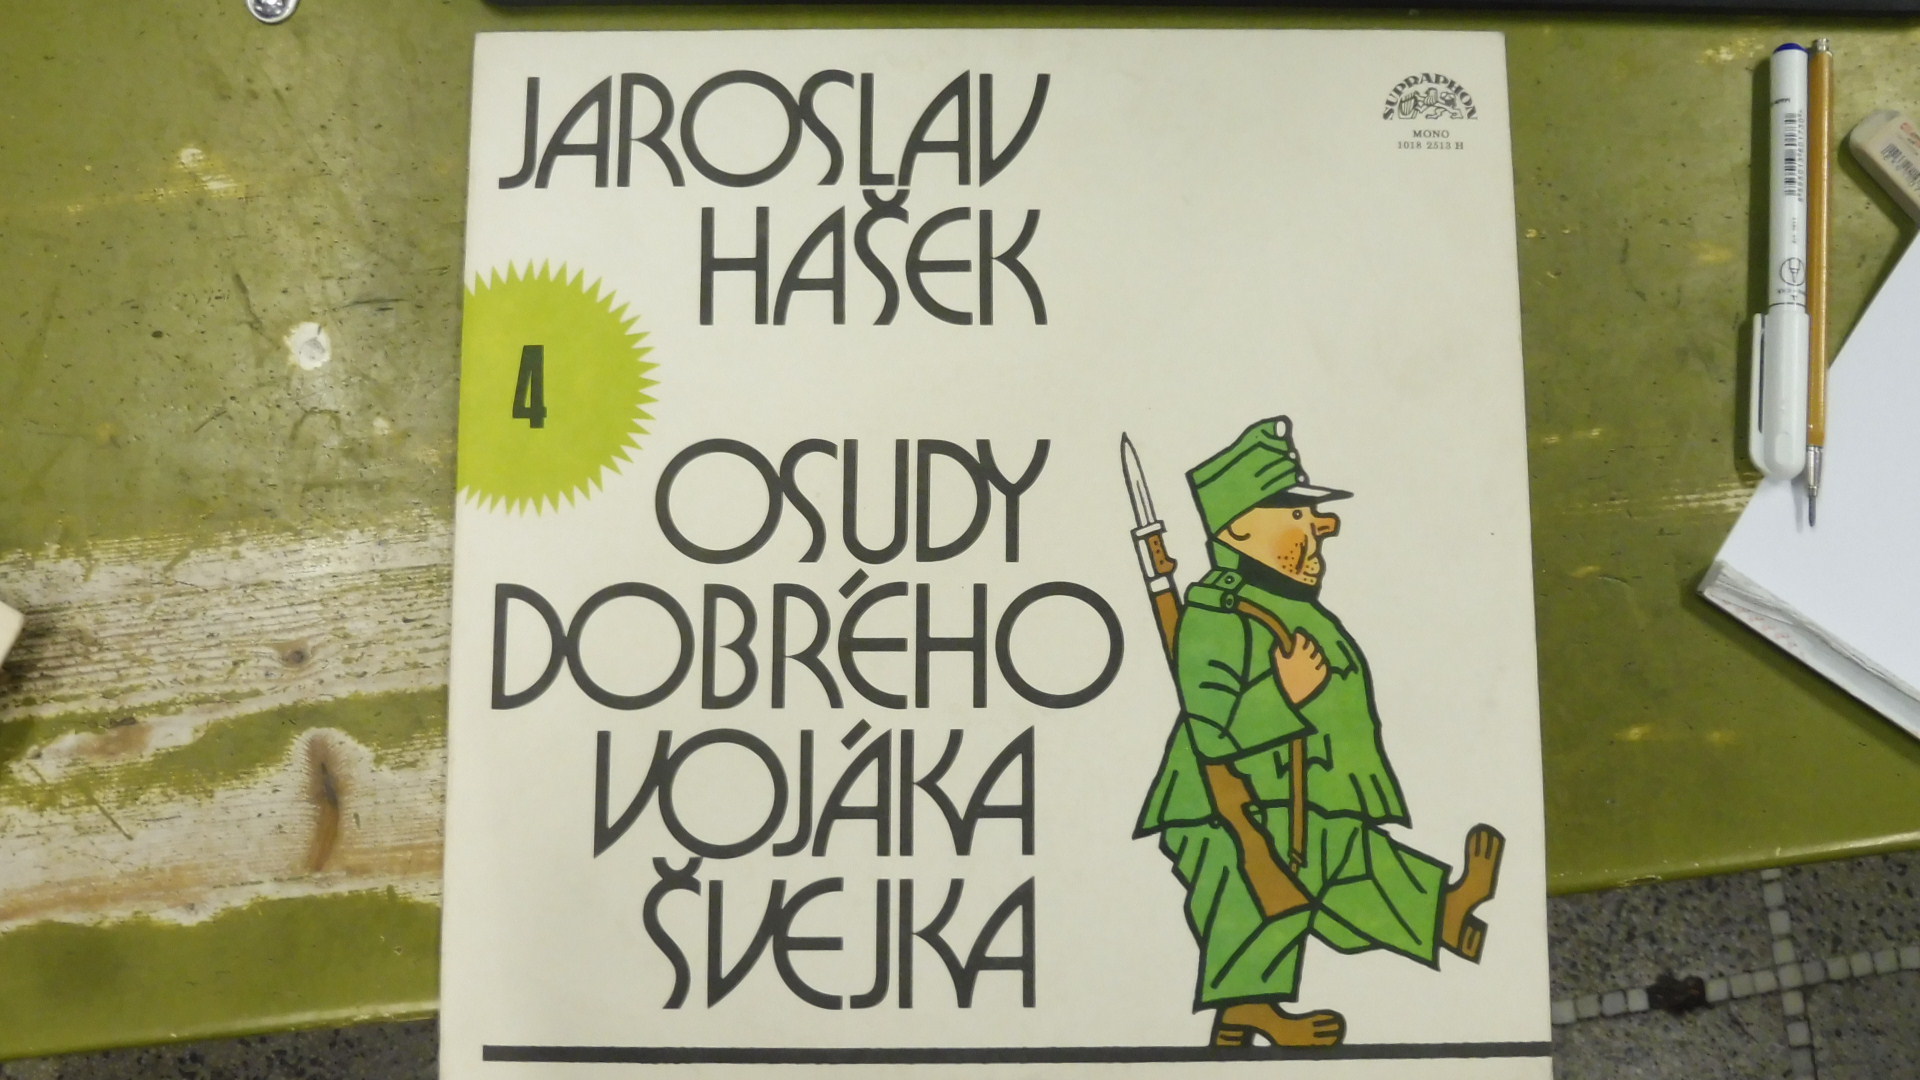 JAROSLAV
HAŠEK
SUPRAPHON
MONO
1018 2513 H
4
OSUDY
DOBRÉHO
VOJÁKA
ŠVEJKA